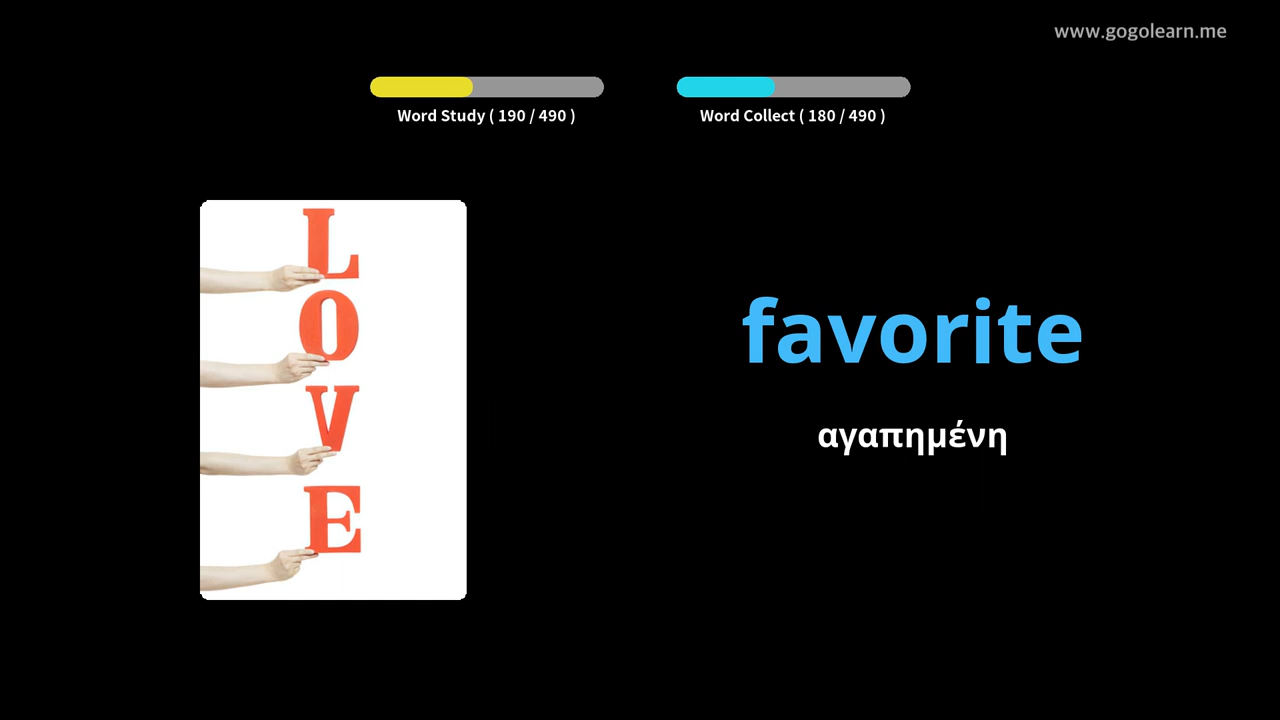 www.gogolearn.me
Word Study ( 190 / 490 )
Word Collect ( 180 / 490 )
L
O
V
E
favorite
αγαπημένη